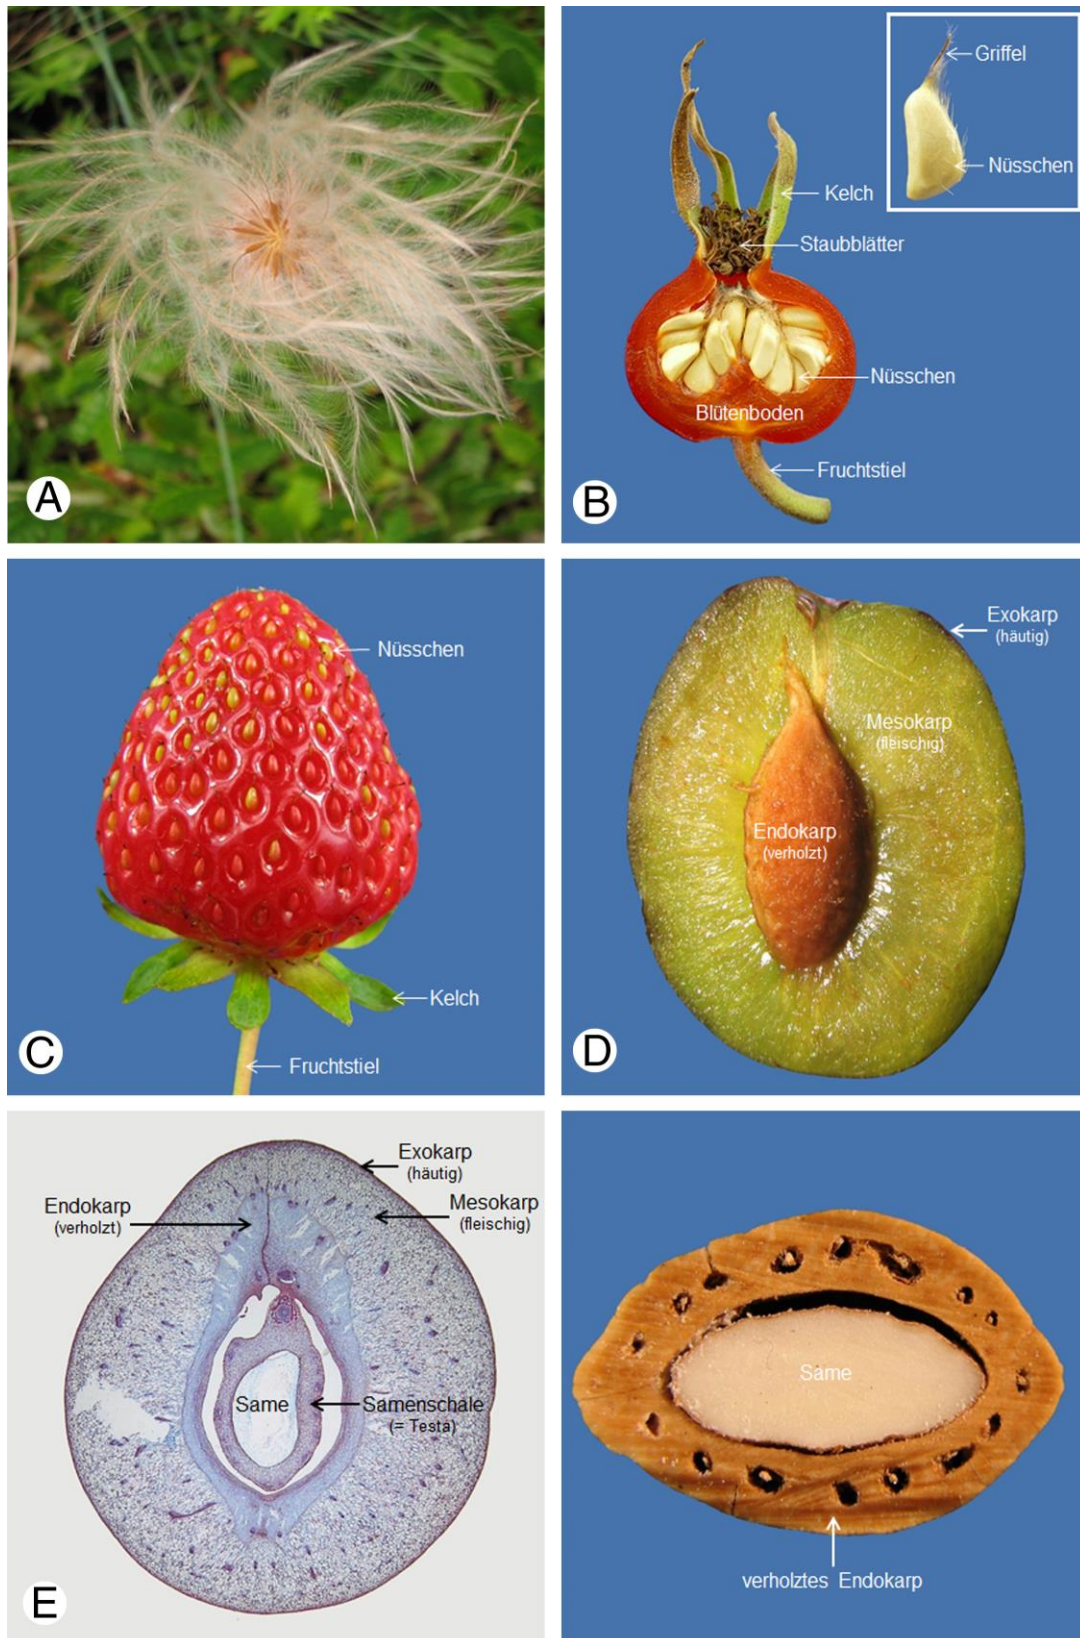 A
Griffel
Nüsschen
Kelch
Staubblätter
Nüsschen
Blütenboden
Fruchtstiel
B
Nüsschen
Kelch
Fruchtstiel
C
Exokarp
(häutig)
Mesokarp
(fleischig)
Endokarp
(verholzt)
D
Exokarp
(häutig)
Endokarp
(verholzt)
Mesokarp
(fleischig)
Same
Samenschale
(= Testa)
E
Same
verholztes Endokarp